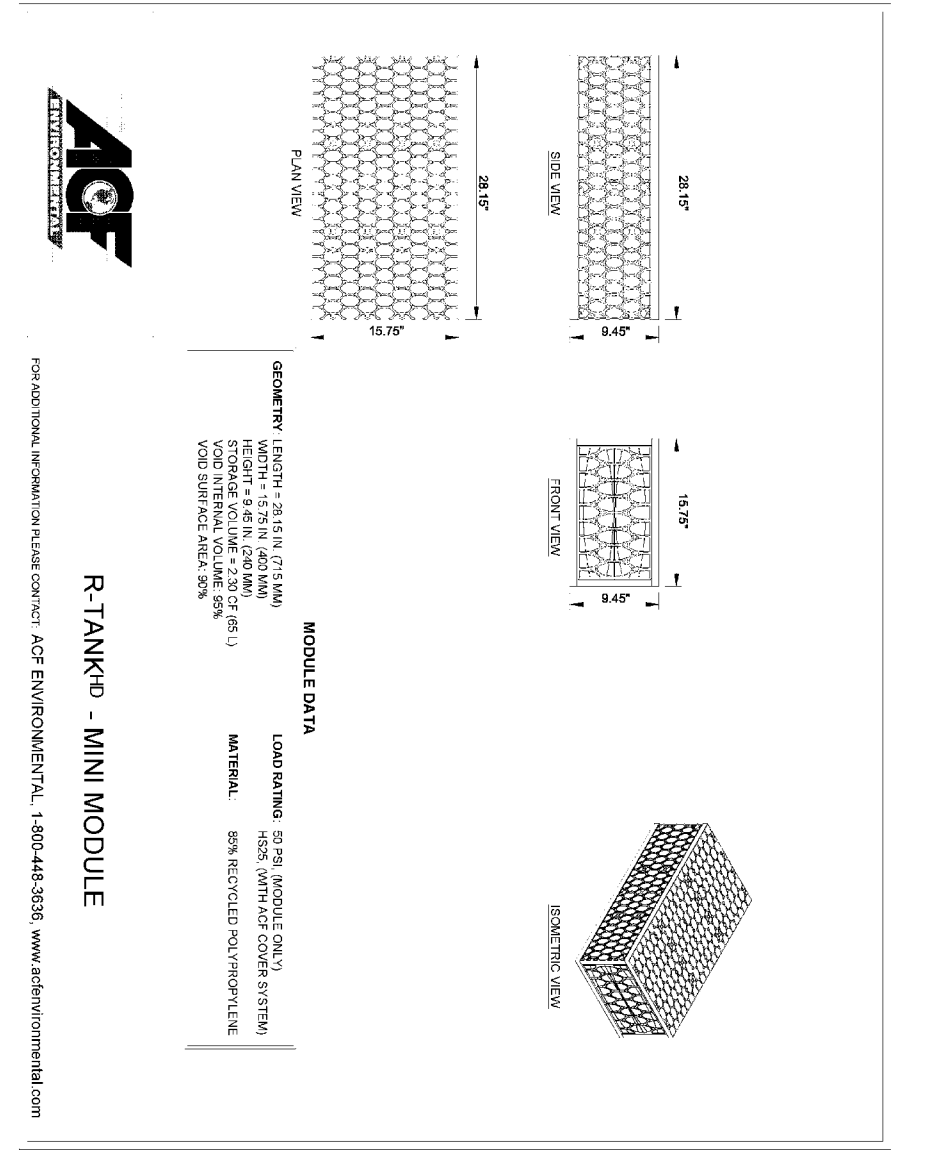 28.15"
SIDE VIEW
9.45"
15.75"
FRONT VIEW
9.45"
ISOMETRIC VIEW
28.15"
PLAN VIEW
15.75"
MODULE DATA
GEOMETRY: LENGTH = 28.15 IN. (715 MM)
WIDTH = 15.75 IN. (400 MM)
HEIGHT = 9.45 IN. (240 MM)
STORAGE VOLUME = 2.30 CF (65 L)
VOID INTERNAL VOLUME: 95%
VOID SURFACE AREA: 90%
LOAD RATING: 50 PSI, (MODULE ONLY)
HS25, (WITH ACF COVER SYSTEM)
MATERIAL: 85% RECYCLED POLYPROPYLENE
ACF
ENVIRONMENTAL
R-TANKHD - MINI MODULE
FOR ADDITIONAL INFORMATION PLEASE CONTACT: ACF ENVIRONMENTAL, 1-800-448-3636, www.acfenvironmental.com